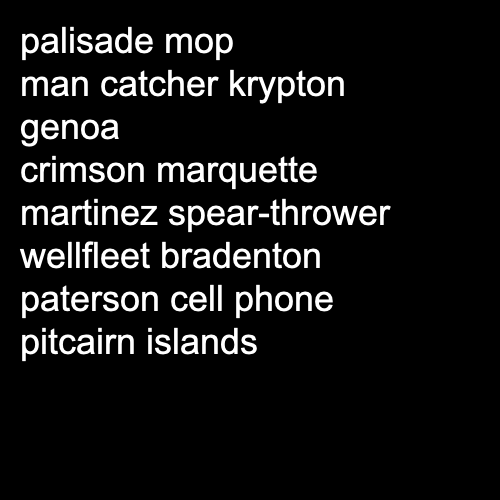 palisade mop
man catcher krypton
genoa
crimson marquette
martinez spear-thrower
wellfleet bradenton
paterson cell phone
pitcairn islands